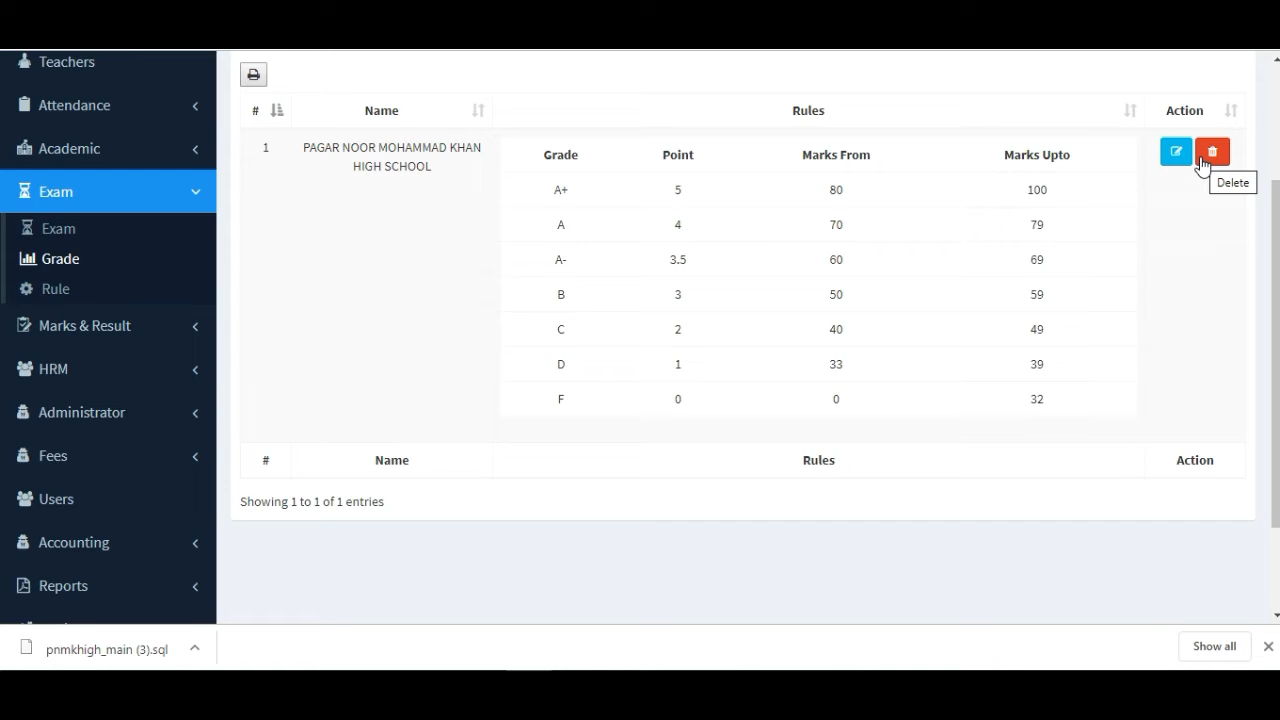 Teachers
Attendance
Academic
Exam
Exam
Grade
Rule
Marks & Result
HRM
Administrator
Fees
Users
Accounting
Reports
# Name Rules Action
1 PAGAR NOOR MOHAMMAD KHAN
HIGH SCHOOL
Grade Point Marks From Marks Upto
A+ 5 80 100
A 4 70 79
A- 3.5 60 69
B 3 50 59
C 2 40 49
D 1 33 39
F 0 0 32
Delete
# Name Rules Action
Showing 1 to 1 of 1 entries
pnmkhigh_main (3).sql
Show all